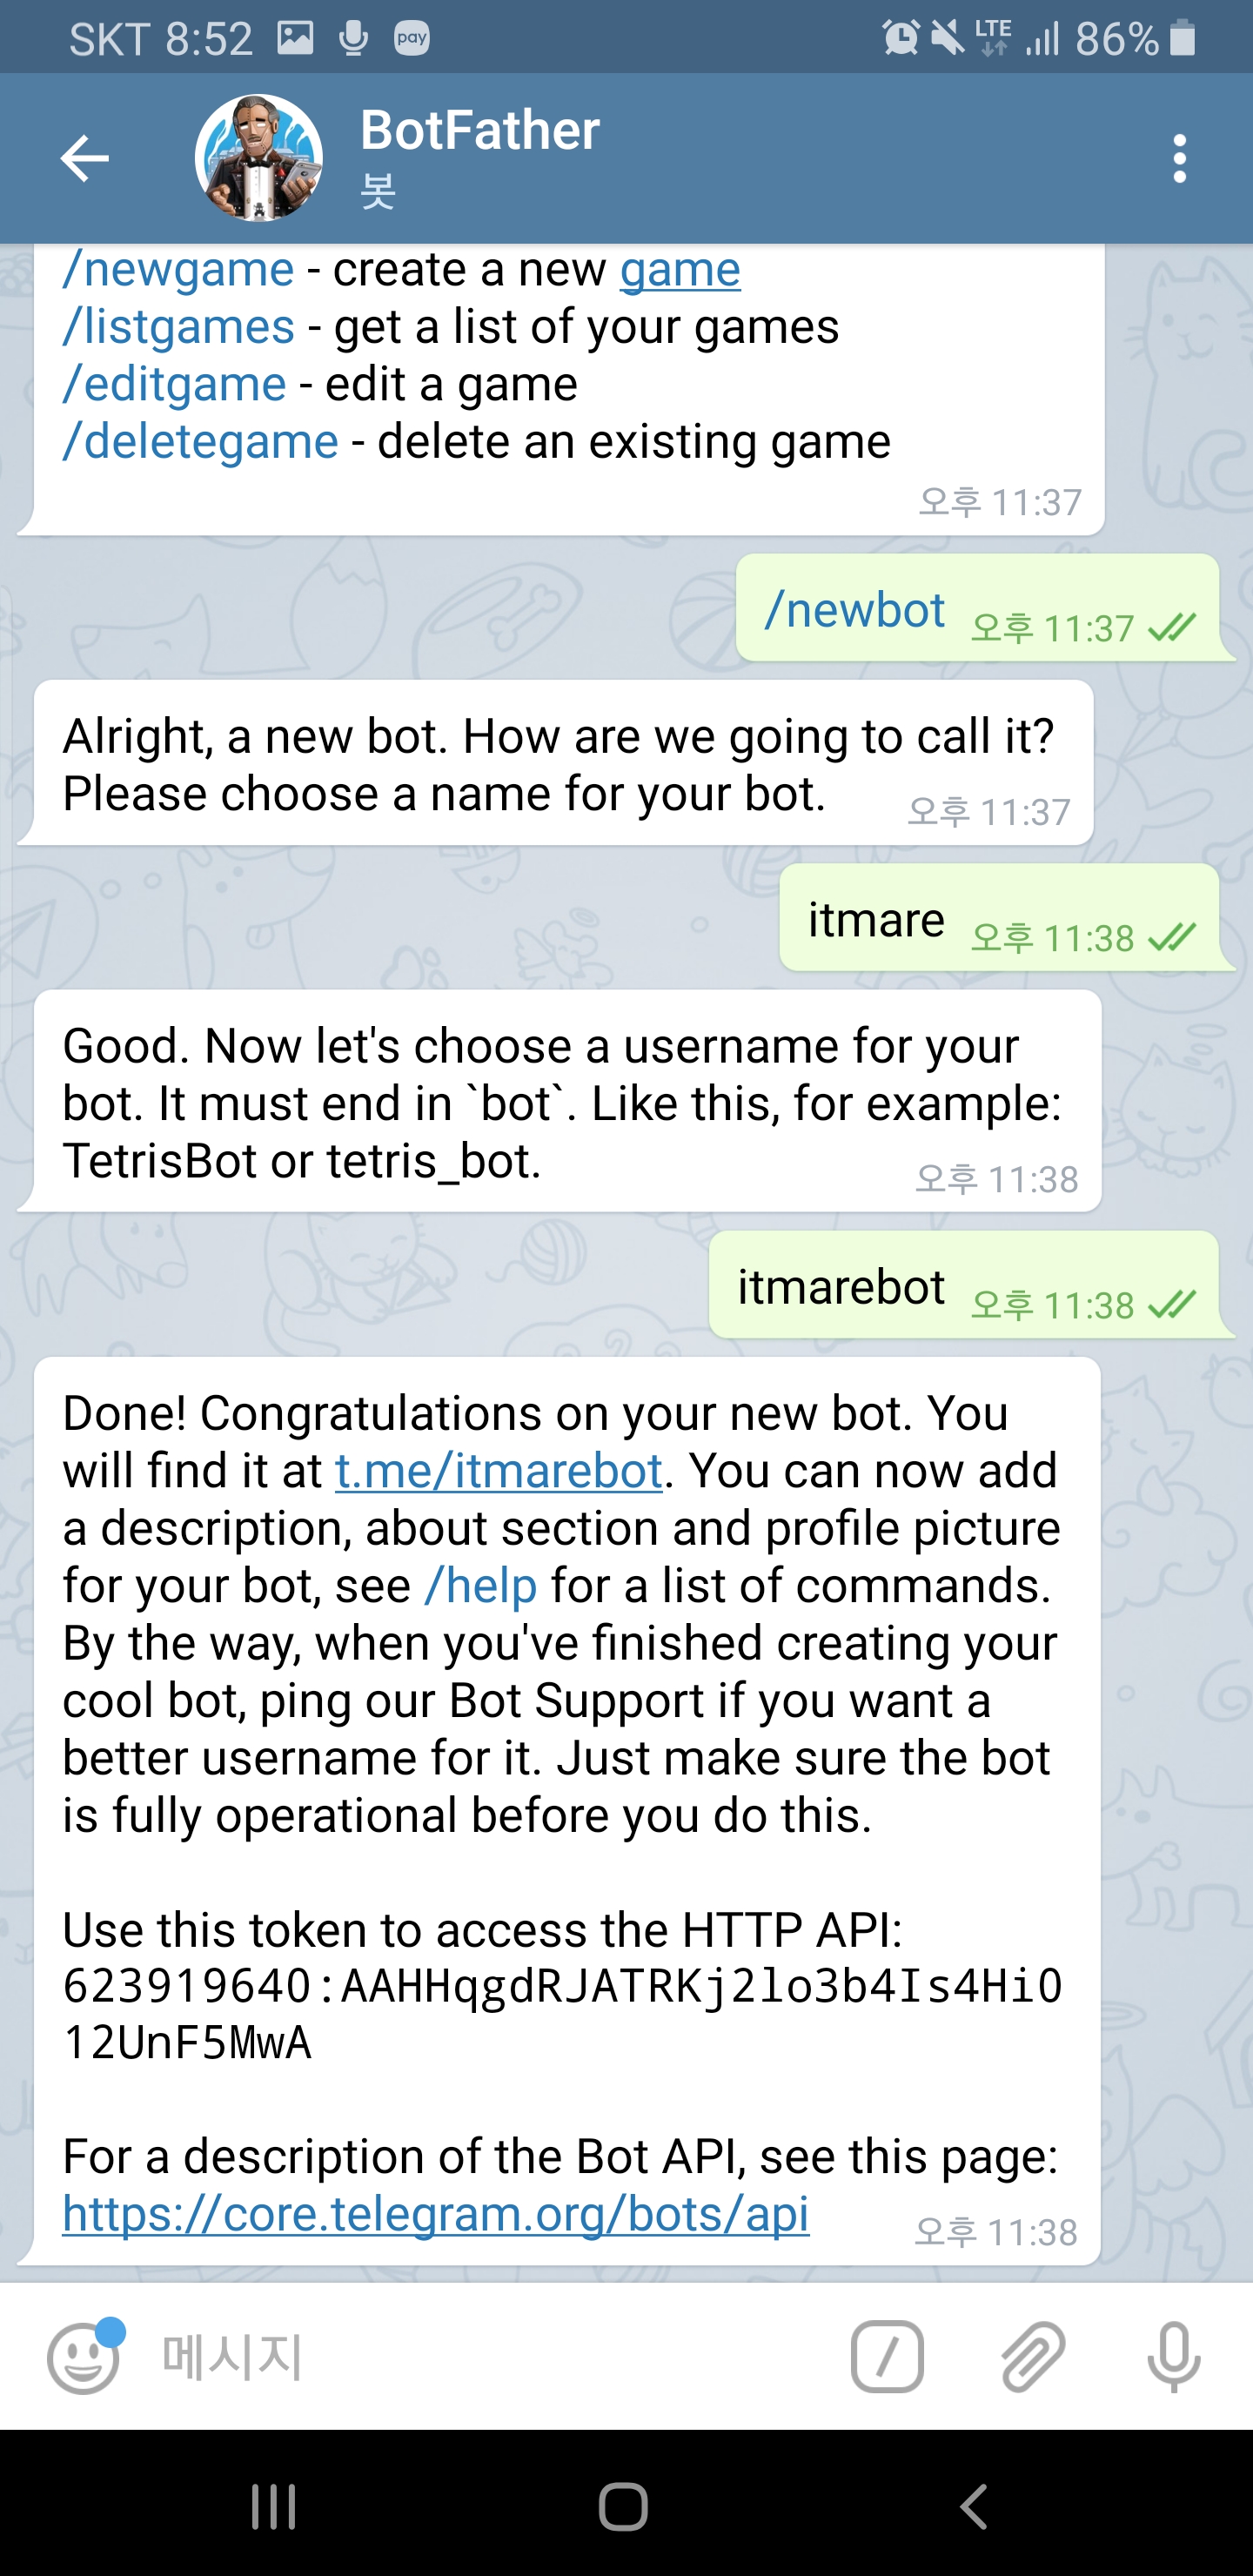 SKT 8:52 pay LTE 86%
BotFather
봇
/newgame - create a new game
/listgames - get a list of your games
/editgame - edit a game
/deletegame - delete an existing game
오후 11:37
/newbot 오후 11:37
Alright, a new bot. How are we going to call it?
Please choose a name for your bot. 오후 11:37
itmare 오후 11:38
Good. Now let's choose a username for your
bot. It must end in `bot`. Like this, for example:
TetrisBot or tetris_bot. 오후 11:38
itmarebot 오후 11:38
Done! Congratulations on your new bot. You
will find it at t.me/itmarebot. You can now add
a description, about section and profile picture
for your bot, see /help for a list of commands.
By the way, when you've finished creating your
cool bot, ping our Bot Support if you want a
better username for it. Just make sure the bot
is fully operational before you do this.
Use this token to access the HTTP API:
623919640:AAHHqgdRJATRKj2lo3b4Is4Hi0
12UnF5MwA
For a description of the Bot API, see this page:
https://core.telegram.org/bots/api 오후 11:38
메시지